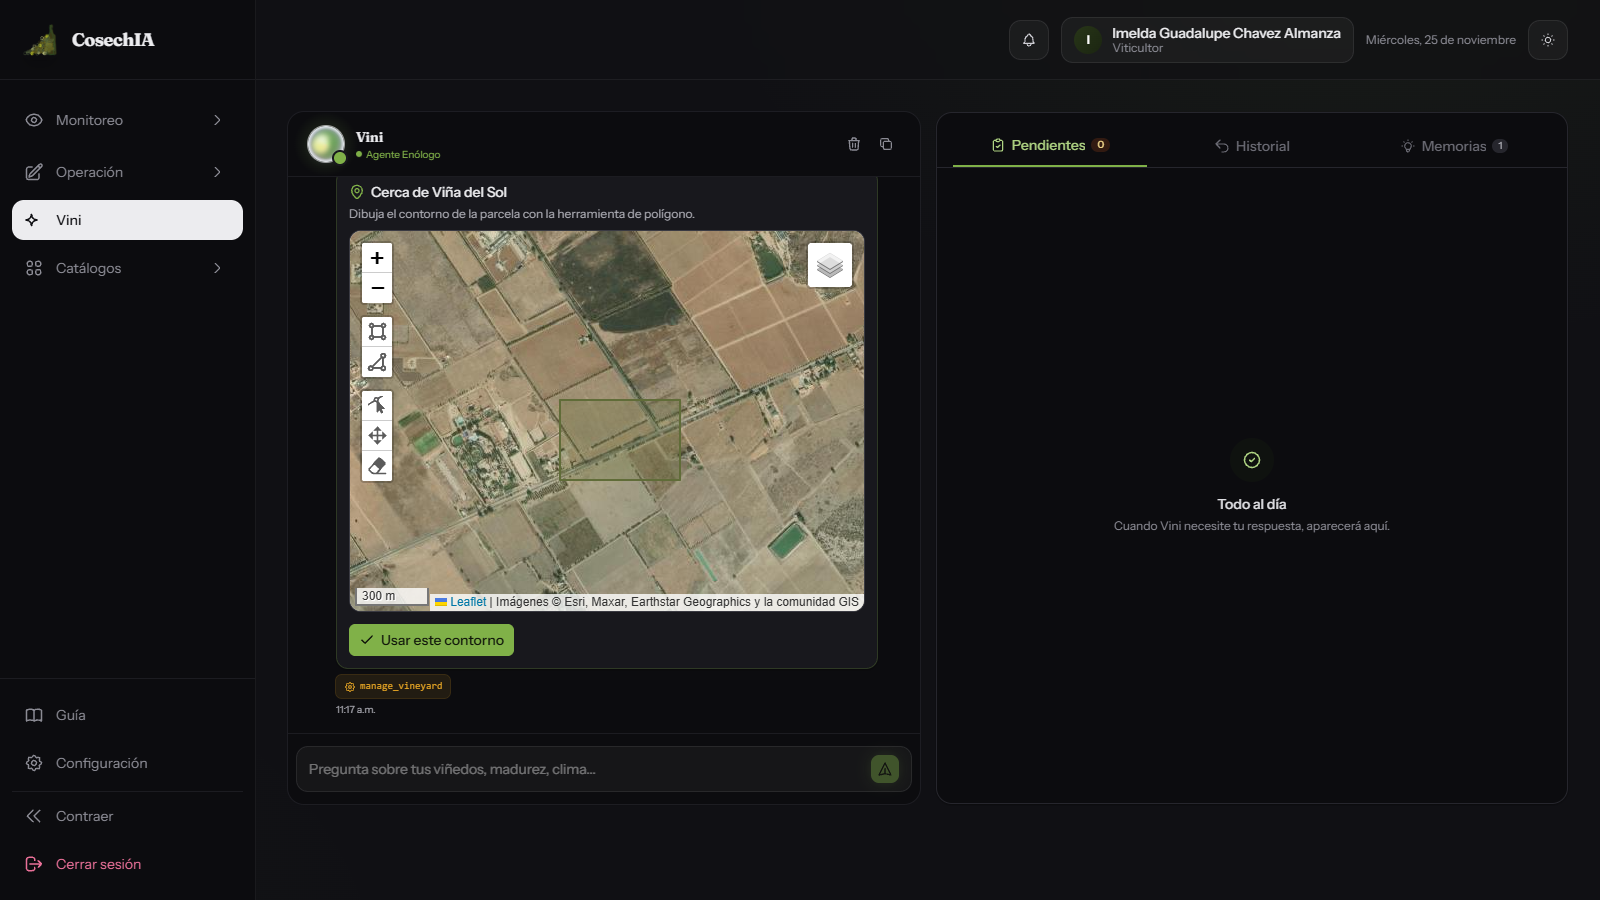 CosechIA
I
Imelda Guadalupe Chavez Almanza
Viticultor
Miércoles, 25 de noviembre
Monitoreo
Operación
Vini
Catálogos
Guía
Configuración
Contraer
Cerrar sesión
Vini
Agente Enólogo
Cerca de Viña del Sol
Dibuja el contorno de la parcela con la herramienta de polígono.
+
−
300 m
Leaflet | Imágenes © Esri, Maxar, Earthstar Geographics y la comunidad GIS
Usar este contorno
manage_vineyard
11:17 a.m.
Pregunta sobre tus viñedos, madurez, clima...
Pendientes 0
Historial
Memorias 1
Todo al día
Cuando Vini necesite tu respuesta, aparecerá aquí.